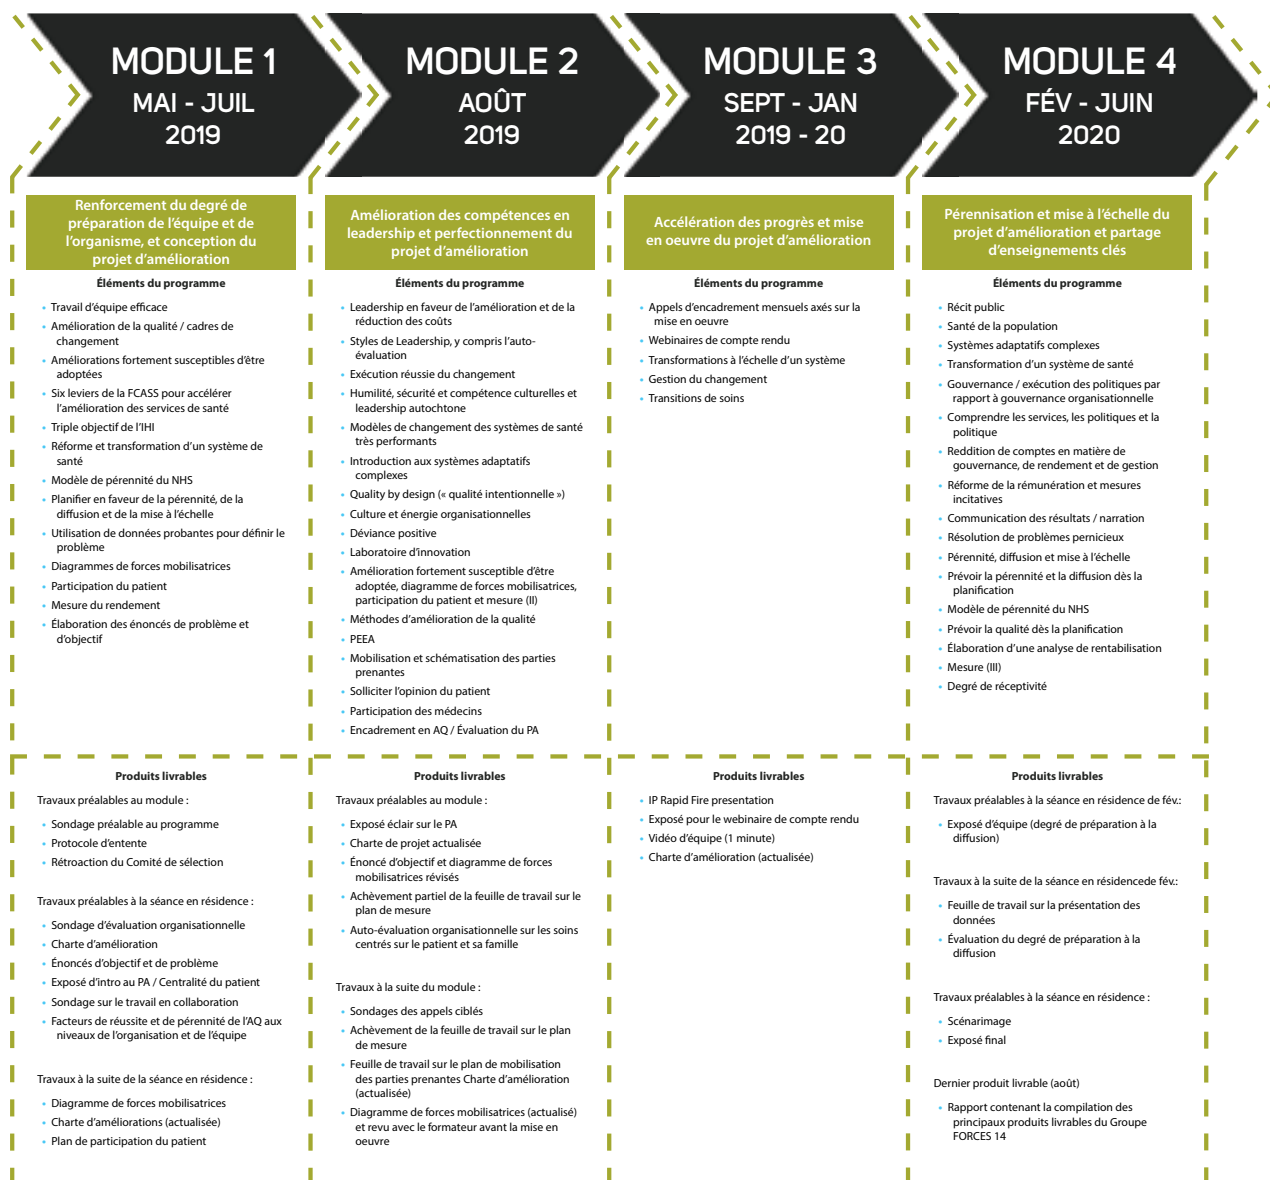 MODULE 1
MAI - JUIL
2019
Renforcement du degré de
préparation de l’équipe et de
l’organisme, et conception du
projet d’amélioration
Éléments du programme
• Travail d’équipe efficace
• Amélioration de la qualité / cadres de
changement
• Améliorations fortement susceptibles d’être
adoptées
• Six leviers de la FCASS pour accélérer
l’amélioration des services de santé
• Triple objectif de l’IHI
• Réforme et transformation d’un système de
santé
• Modèle de pérennité du NHS
• Planifier en faveur de la pérennité, de la
diffusion et de la mise à l’échelle
• Utilisation de données probantes pour définir le
problème
• Diagrammes de forces mobilisatrices
• Participation du patient
• Mesure du rendement
• Élaboration des énoncés de problème et
d’objectif
Produits livrables
Travaux préalables au module :
• Sondage préalable au programme
• Protocole d’entente
• Rétroaction du Comité de sélection
Travaux préalables à la séance en résidence :
• Sondage d’évaluation organisationnelle
• Charte d’amélioration
• Énoncés d’objectif et de problème
• Exposé d’intro au PA / Centralité du patient
• Sondage sur le travail en collaboration
• Facteurs de réussite et de pérennité de l’AQ aux
niveaux de l’organisation et de l’équipe
Travaux à la suite de la séance en résidence :
• Diagramme de forces mobilisatrices
• Charte d’améliorations (actualisée)
• Plan de participation du patient
MODULE 2
AOÛT
2019
Amélioration des compétences en
leadership et perfectionnement du
projet d’amélioration
Éléments du programme
• Leadership en faveur de l’amélioration et de la
réduction des coûts
• Styles de Leadership, y compris l’auto-
évaluation
• Exécution réussie du changement
• Humilité, sécurité et compétence culturelles et
leadership autochtone
• Modèles de changement des systèmes de santé
très performants
• Introduction aux systèmes adaptatifs
complexes
• Quality by design (« qualité intentionnelle »)
• Culture et énergie organisationnelles
• Déviance positive
• Laboratoire d’innovation
• Amélioration fortement susceptible d’être
adoptée, diagramme de forces mobilisatrices,
participation du patient et mesure (II)
• Méthodes d’amélioration de la qualité
• PEEA
• Mobilisation et schématisation des parties
prenantes
• Solliciter l’opinion du patient
• Participation des médecins
• Encadrement en AQ / Évaluation du PA
Produits livrables
Travaux préalables au module :
• Exposé éclair sur le PA
• Charte de projet actualisée
• Énoncé d’objectif et diagramme de forces
mobilisatrices révisés
• Achèvement partiel de la feuille de travail sur le
plan de mesure
• Auto-évaluation organisationnelle sur les soins
centrés sur le patient et sa famille
Travaux à la suite du module :
• Sondages des appels ciblés
• Achèvement de la feuille de travail sur le plan
de mesure
• Feuille de travail sur le plan de mobilisation
des parties prenantes Charte d’amélioration
(actualisée)
• Diagramme de forces mobilisatrices (actualisé)
et revu avec le formateur avant la mise en
oeuvre
MODULE 3
SEPT - JAN
2019 - 20
Accélération des progrès et mise
en oeuvre du projet d’amélioration
Éléments du programme
• Appels d’encadrement mensuels axés sur la
mise en oeuvre
• Webinaires de compte rendu
• Transformations à l’échelle d’un système
• Gestion du changement
• Transitions de soins
Produits livrables
• IP Rapid Fire presentation
• Exposé pour le webinaire de compte rendu
• Vidéo d’équipe (1 minute)
• Charte d’amélioration (actualisée)
MODULE 4
FÉV - JUIN
2020
Pérennisation et mise à l’échelle du
projet d’amélioration et partage
d’enseignements clés
Éléments du programme
• Récit public
• Santé de la population
• Systèmes adaptatifs complexes
• Transformation d’un système de santé
• Gouvernance / exécution des politiques par
rapport à gouvernance organisationnelle
• Comprendre les services, les politiques et la
politique
• Reddition de comptes en matière de
gouvernance, de rendement et de gestion
• Réforme de la rémunération et mesures
incitatives
• Communication des résultats / narration
• Résolution de problèmes pernicieux
• Pérennité, diffusion et mise à l’échelle
• Prévoir la pérennité et la diffusion dès la
planification
• Modèle de pérennité du NHS
• Prévoir la qualité dès la planification
• Élaboration d’une analyse de rentabilisation
• Mesure (III)
• Degré de réceptivité
Produits livrables
Travaux préalables à la séance en résidence de fév.:
• Exposé d’équipe (degré de préparation à la
diffusion)
Travaux à la suite de la séance en résidencede fév.:
• Feuille de travail sur la présentation des
données
• Évaluation du degré de préparation à la
diffusion
Travaux préalables à la séance en résidence :
• Scénarimage
• Exposé final
Dernier produit livrable (août)
• Rapport contenant la compilation des
principaux produits livrables du Groupe
FORCES 14